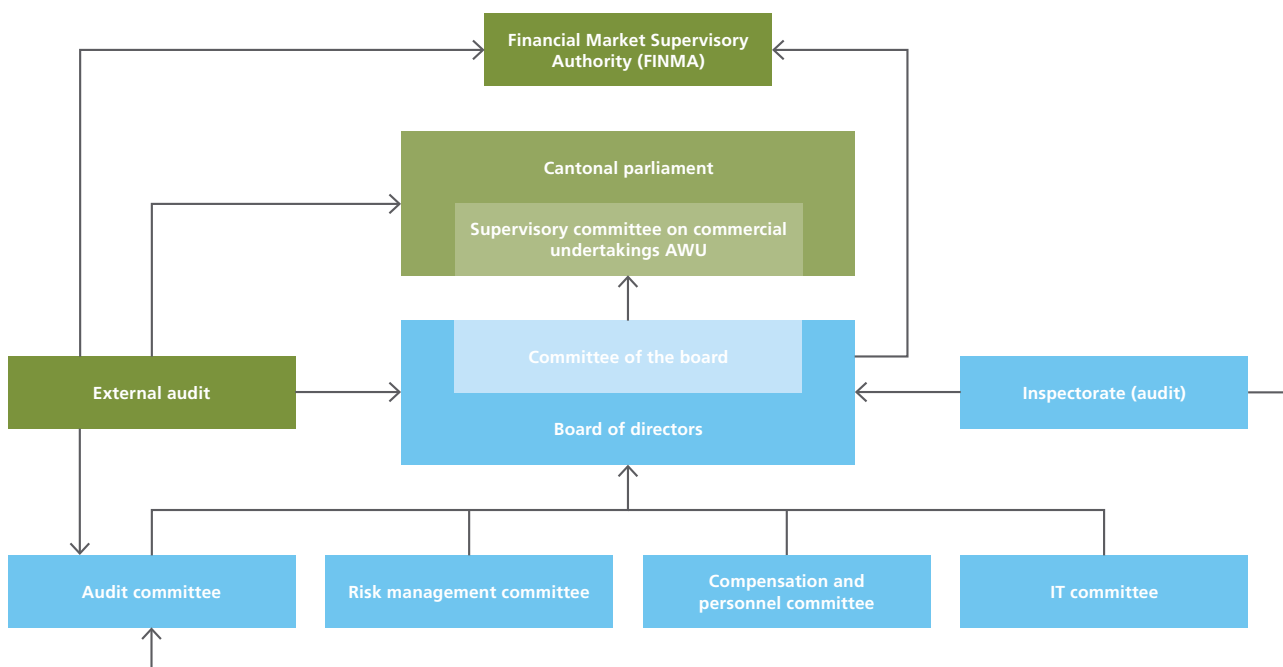 Financial Market Supervisory
Authority (FINMA)
Cantonal parliament
Supervisory committee on commercial
undertakings AWU
Committee of the board
External audit
Inspectorate (audit)
Board of directors
Audit committee
Risk management committee
Compensation and
personnel committee
IT committee